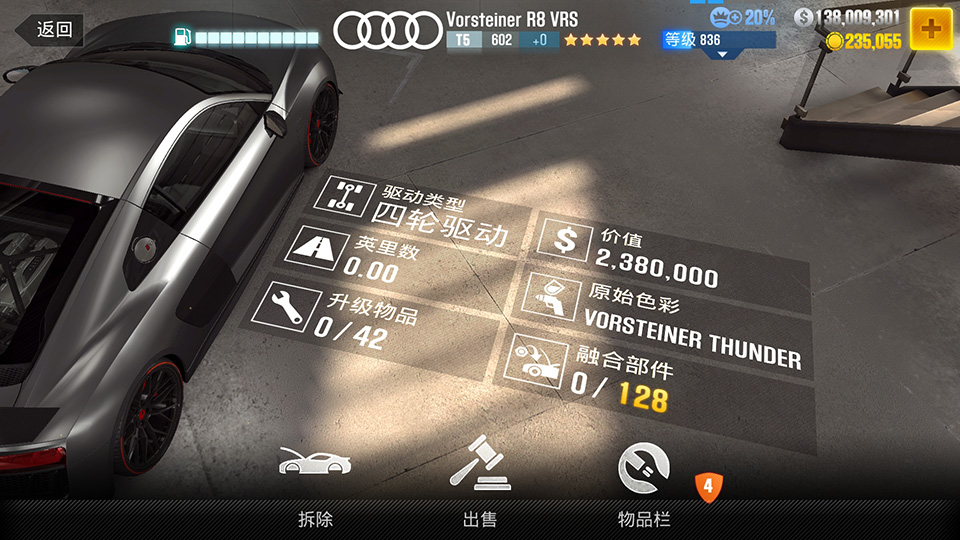 返回
Vorsteiner R8 VRS
T5 602 +0
20%
138,009,301
等级 836
235,055
驱动类型
四轮驱动
英里数
0.00
升级物品
0 / 42
价值
2,380,000
原始色彩
VORSTEINER THUNDER
融合部件
0 / 128
4
拆除
出售
物品栏